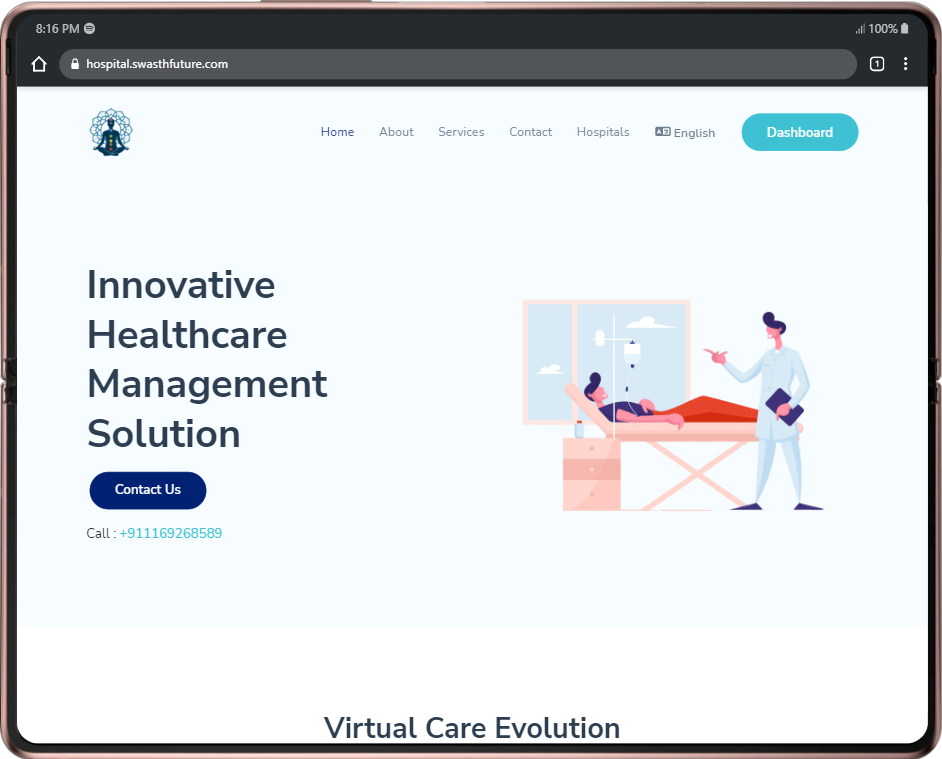 8:16 PM
100%
hospital.swasthfuture.com
1
Home
About
Services
Contact
Hospitals
English
Dashboard
Innovative
Healthcare
Management
Solution
Contact Us
Call : +911169268589
Virtual Care Evolution